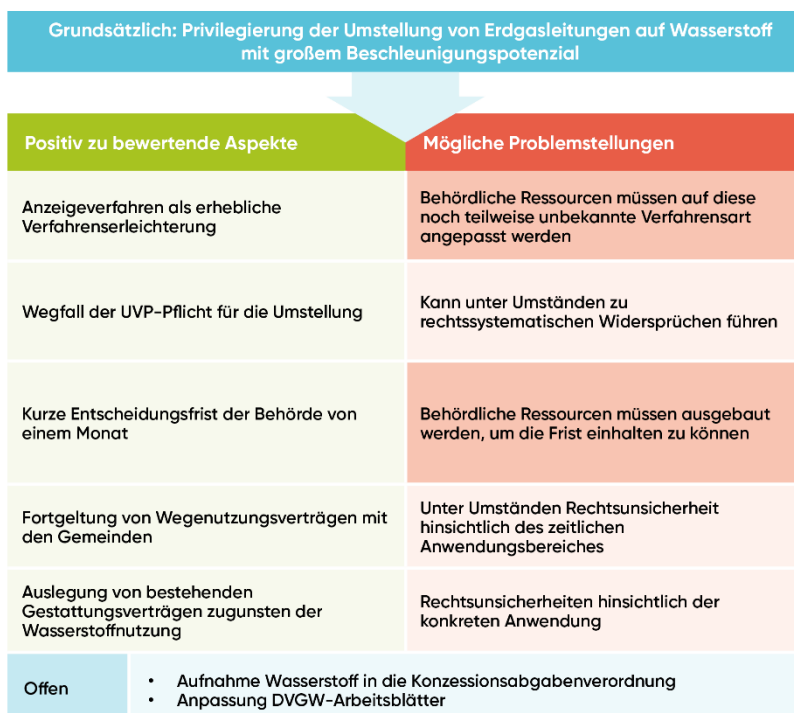 Grundsätzlich: Privilegierung der Umstellung von Erdgasleitungen auf Wasserstoff
mit großem Beschleunigungspotenzial
Positiv zu bewertende Aspekte
Mögliche Problemstellungen
Anzeigeverfahren als erhebliche
Verfahrenserleichterung
Behördliche Ressourcen müssen auf diese
noch teilweise unbekannte Verfahrensart
angepasst werden
Wegfall der UVP-Pflicht für die Umstellung
Kann unter Umständen zu
rechtssystematischen Widersprüchen führen
Kurze Entscheidungsfrist der Behörde von
einem Monat
Behördliche Ressourcen müssen ausgebaut
werden, um die Frist einhalten zu können
Fortgeltung von Wegenutzungsverträgen mit
den Gemeinden
Unter Umständen Rechtsunsicherheit
hinsichtlich des zeitlichen
Anwendungsbereiches
Auslegung von bestehenden
Gestattungsverträgen zugunsten der
Wasserstoffnutzung
Rechtsunsicherheiten hinsichtlich der
konkreten Anwendung
Offen
• Aufnahme Wasserstoff in die Konzessionsabgabenverordnung
• Anpassung DVGW-Arbeitsblätter